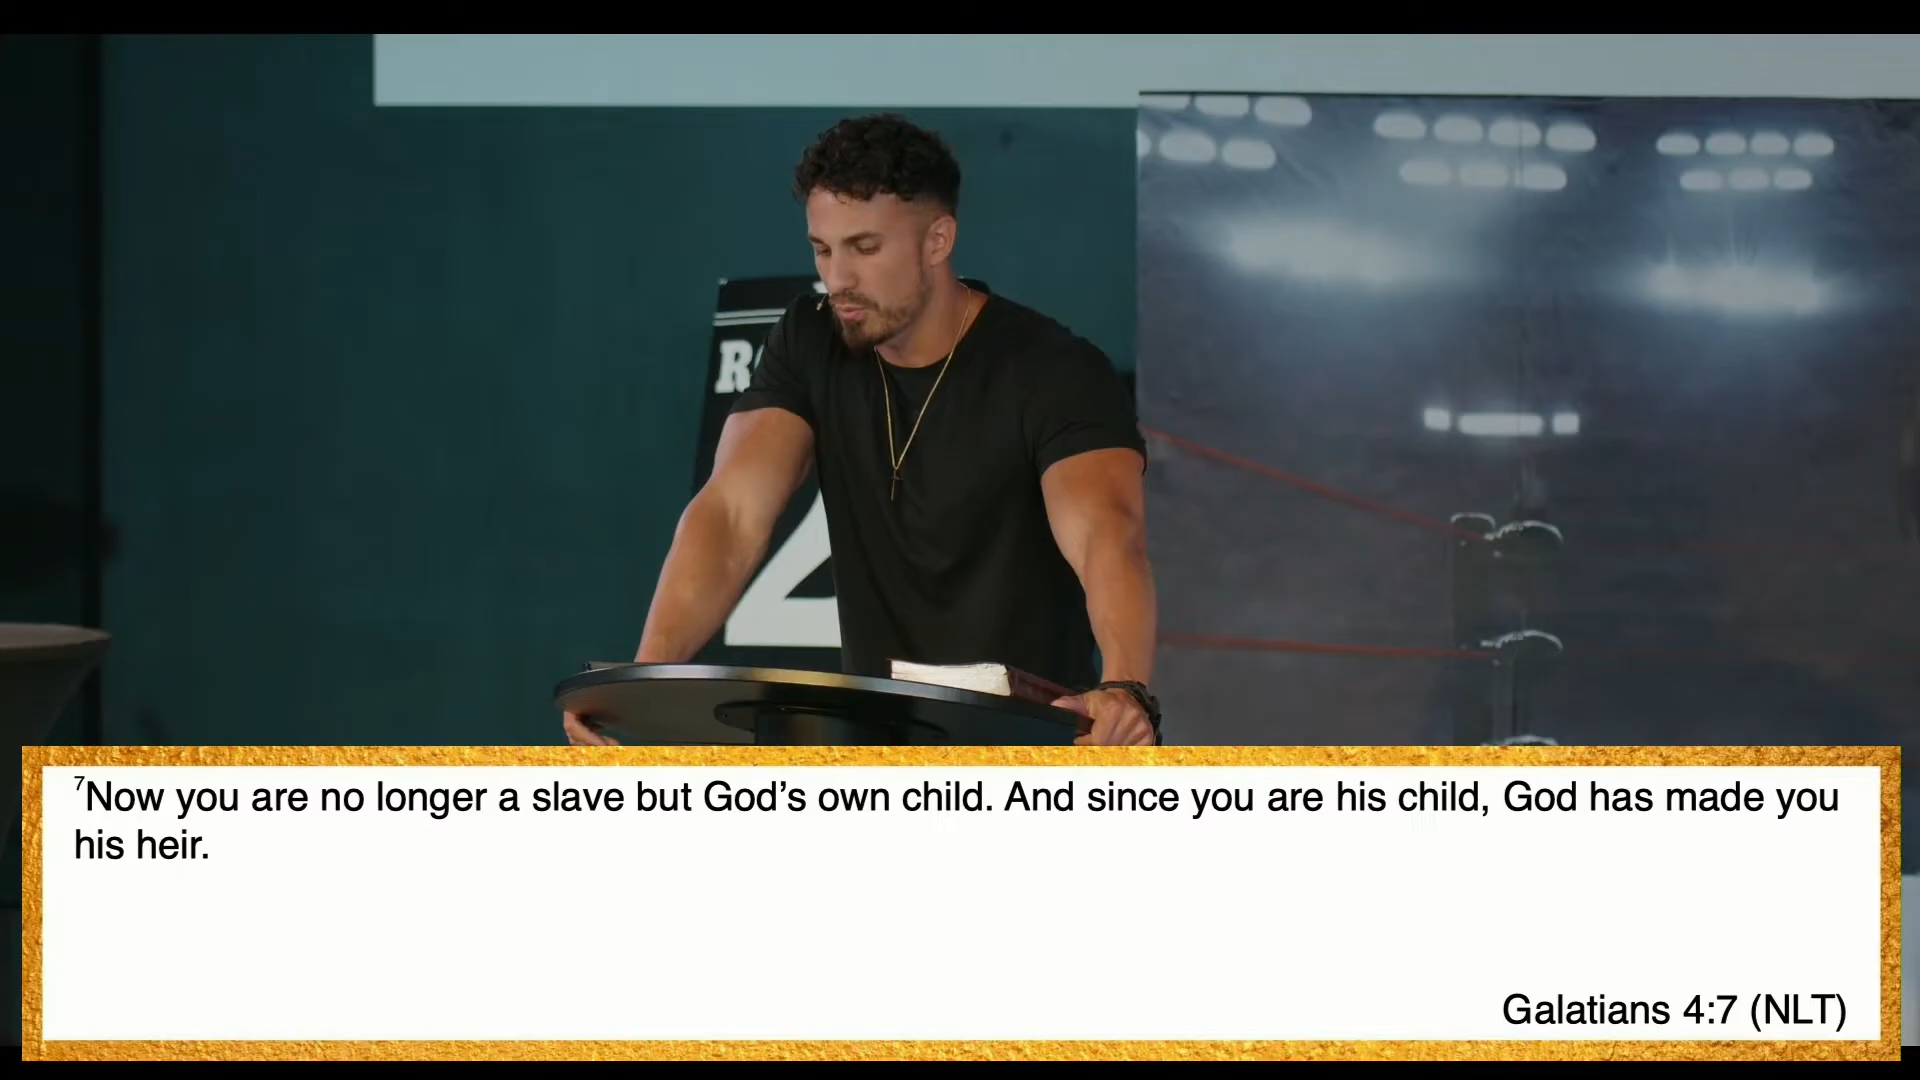 ⁷Now you are no longer a slave but God’s own child. And since you are his child, God has made you
his heir.
Galatians 4:7 (NLT)